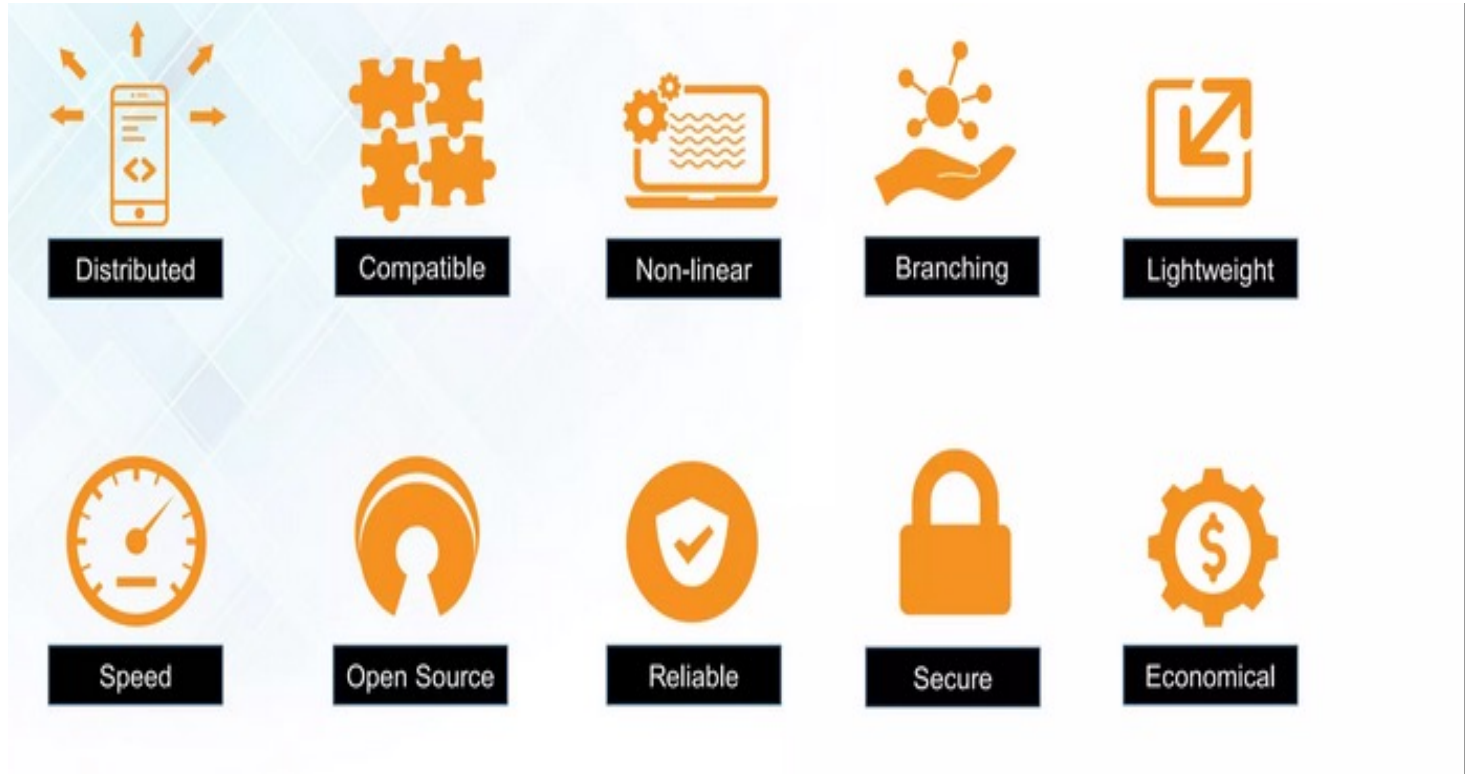 Distributed
Compatible
Non-linear
Branching
Lightweight
Speed
Open Source
Reliable
Secure
Economical